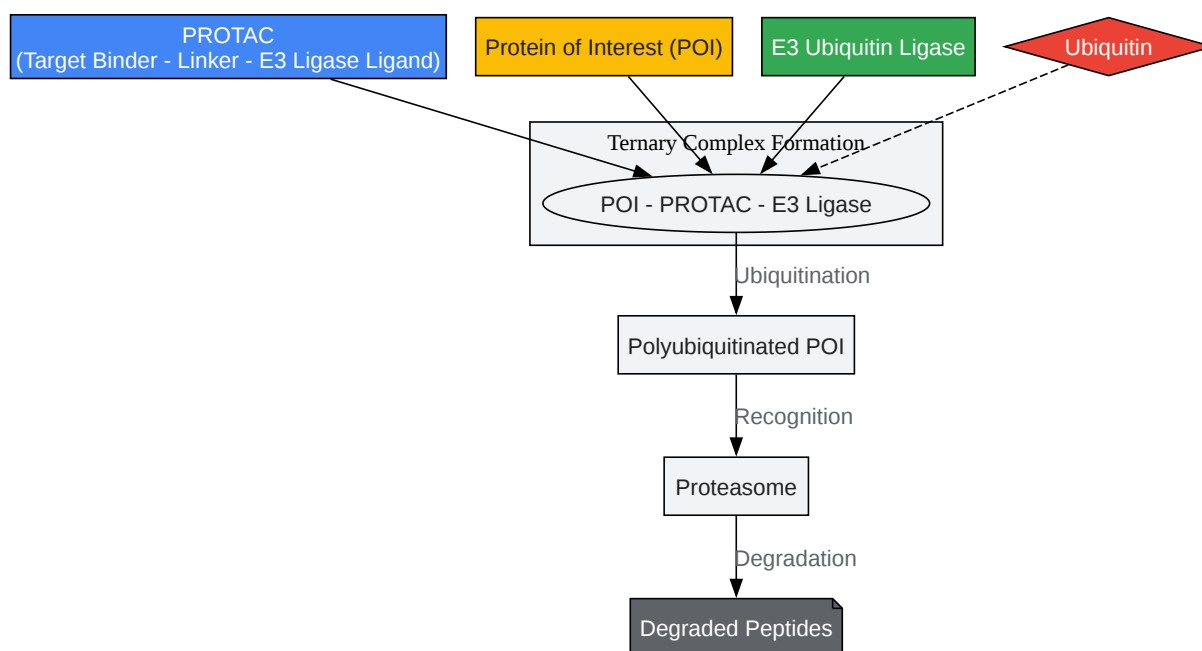 PROTAC
(Target Binder - Linker - E3 Ligase Ligand)
Protein of Interest (POI)
E3 Ubiquitin Ligase
Ubiquitin
Ternary Complex Formation
POI - PROTAC - E3 Ligase
Ubiquitination
Polyubiquitinated POI
Recognition
Proteasome
Degradation
Degraded Peptides